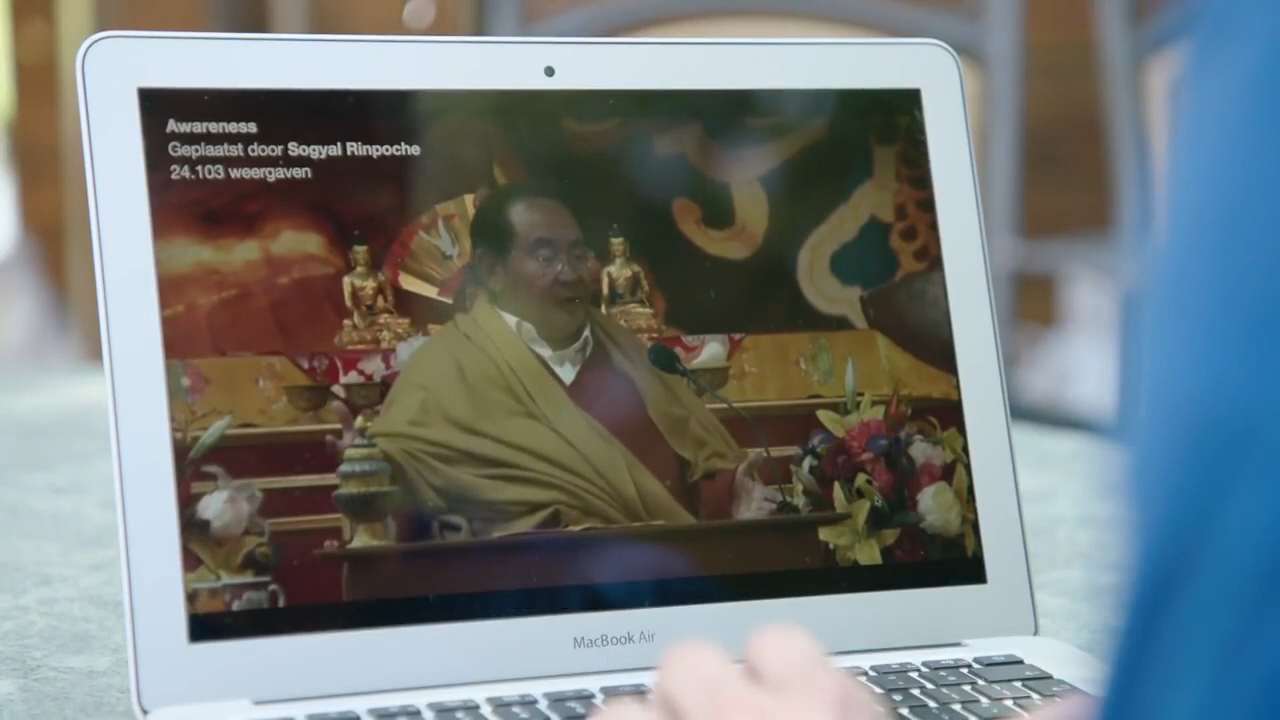 Awareness
Geplaatst door Sogyal Rinpoche
24.103 weergaven
MacBook Air